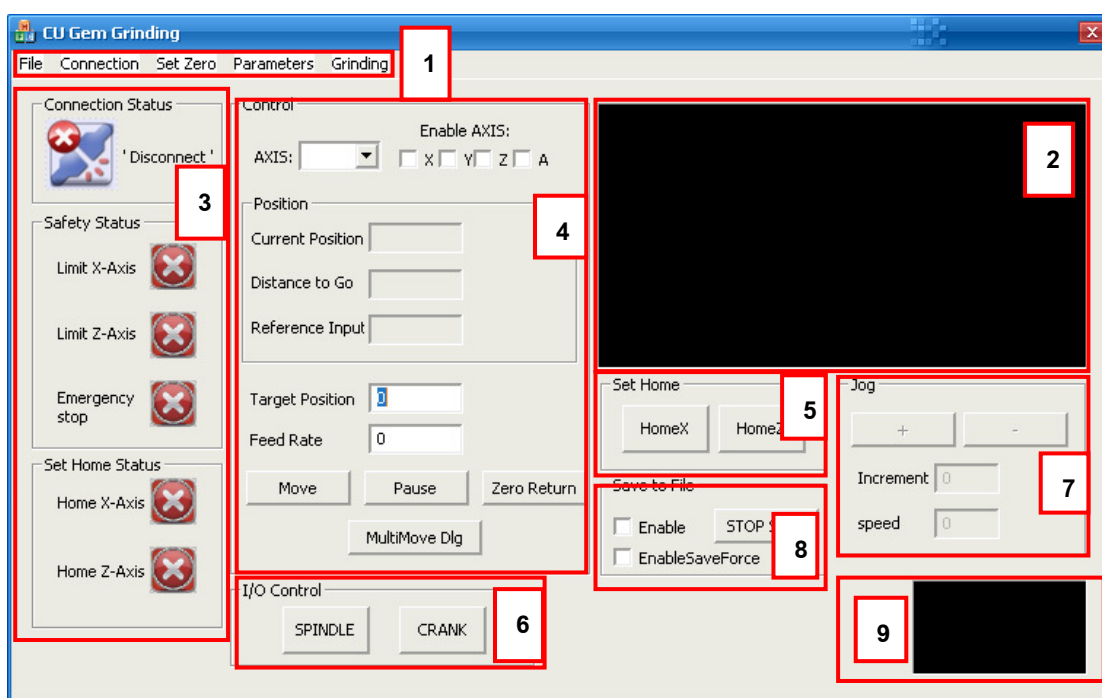 CU Gem Grinding
File Connection Set Zero Parameters Grinding
1
Connection Status
' Disconnect '
3
Safety Status
Limit X-Axis
Limit Z-Axis
Emergency
stop
Set Home Status
Home X-Axis
Home Z-Axis
Control
Enable AXIS:
AXIS: X Y Z A
4
Position
Current Position
Distance to Go
Reference Input
Target Position 0
Feed Rate 0
Move Pause Zero Return
MultiMove Dlg
I/O Control
SPINDLE CRANK
6
2
Set Home
HomeX HomeZ
5
Save to File
Enable STOP
EnableSaveForce
8
Jog
+ -
Increment 0
speed 0
7
9